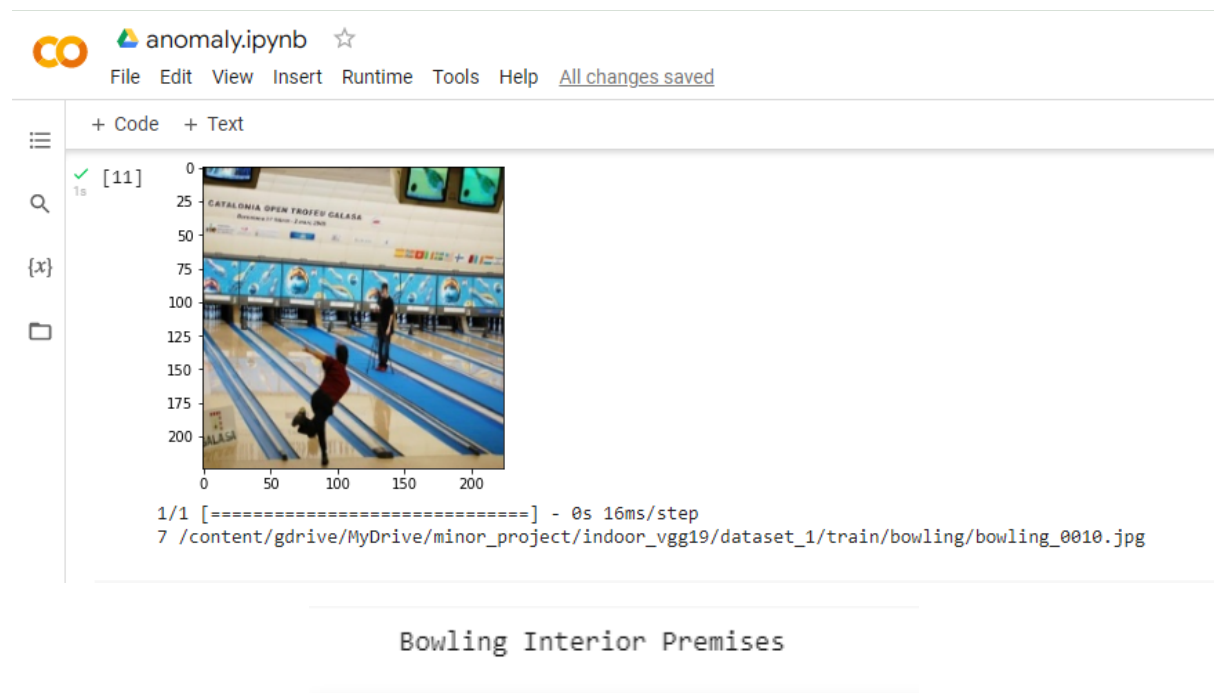 anomaly.ipynb
File Edit View Insert Runtime Tools Help All changes saved
+ Code + Text
[11]
1s
{x}
0
25
CATALONIA OPEN TROFEU GALASA
50
75
100
125
150
175
200
GALASA
0 50 100 150 200
1/1 [==============================] - 0s 16ms/step
7 /content/gdrive/MyDrive/minor_project/indoor_vgg19/dataset_1/train/bowling/bowling_0010.jpg
Bowling Interior Premises